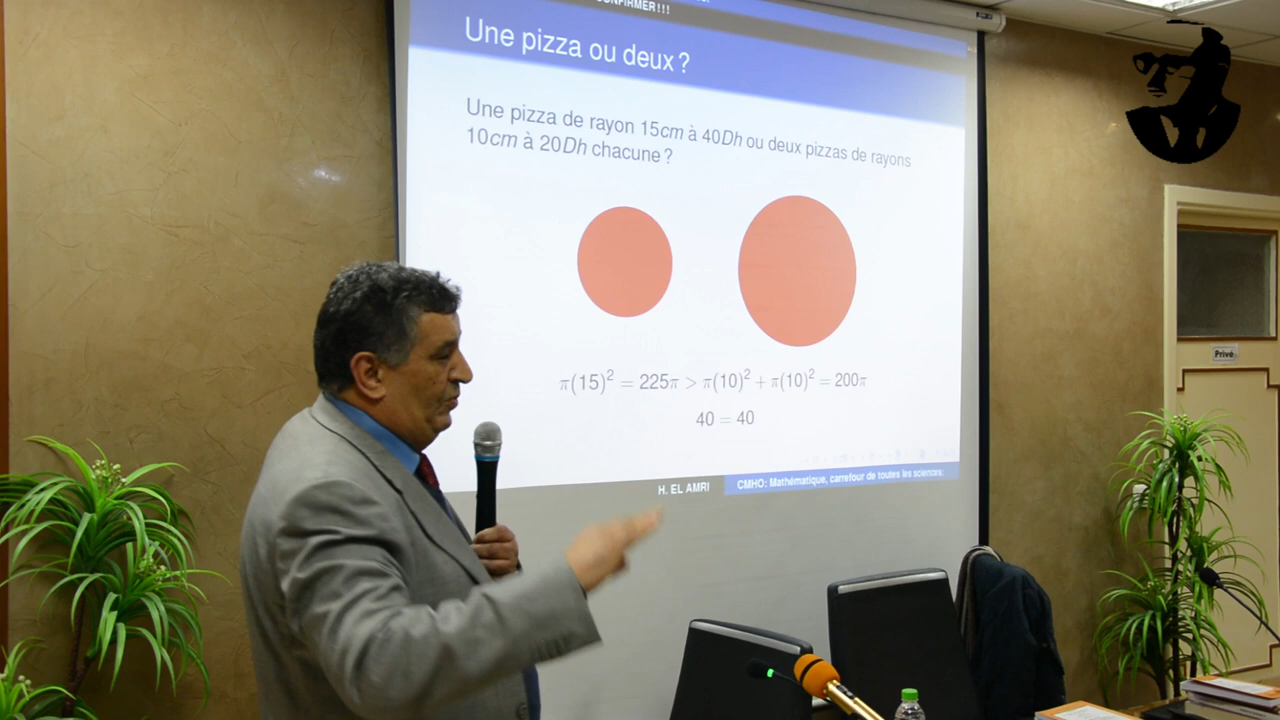 CONFIRMER !!!
Une pizza ou deux ?
Une pizza de rayon 15cm à 40Dh ou deux pizzas de rayons
10cm à 20Dh chacune ?
π(15)² = 225π > π(10)² + π(10)² = 200π
40 = 40
H. EL AMRI
CMHO: Mathématique, carrefour de toutes les sciences:
Privé